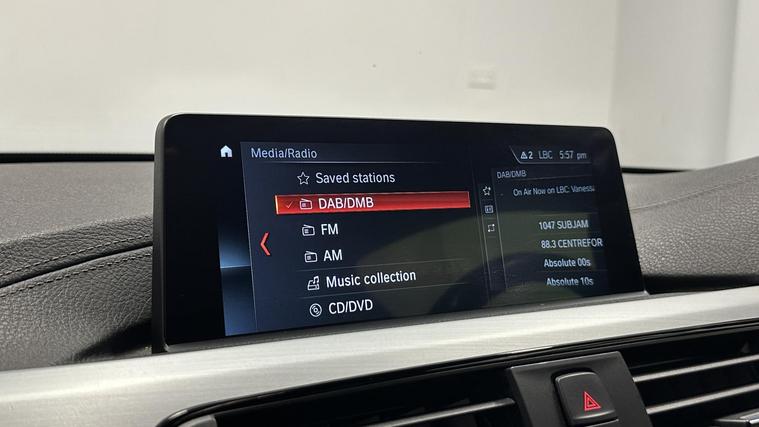 Media/Radio
2 LBC 5:57 pm
Saved stations
DAB/DMB
FM
AM
Music collection
CD/DVD
DAB/DMB
On Air Now on LBC: Vanessa
1047 SUBJAM
88.3 CENTREFOR
Absolute 00s
Absolute 10s